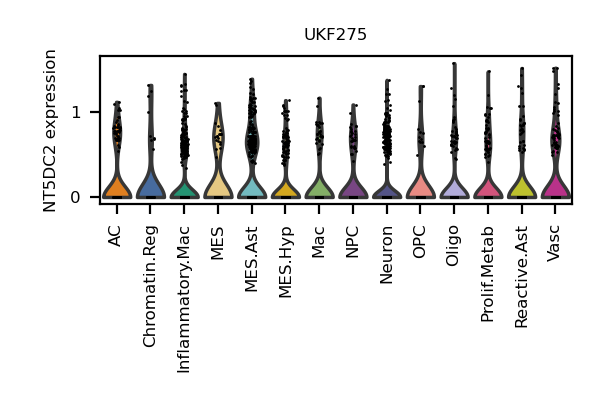 UKF275
NT5DC2 expression
1
0
AC
Chromatin.Reg
Inflammatory.Mac
MES
MES.Ast
MES.Hyp
Mac
NPC
Neuron
OPC
Oligo
Prolif.Metab
Reactive.Ast
Vasc